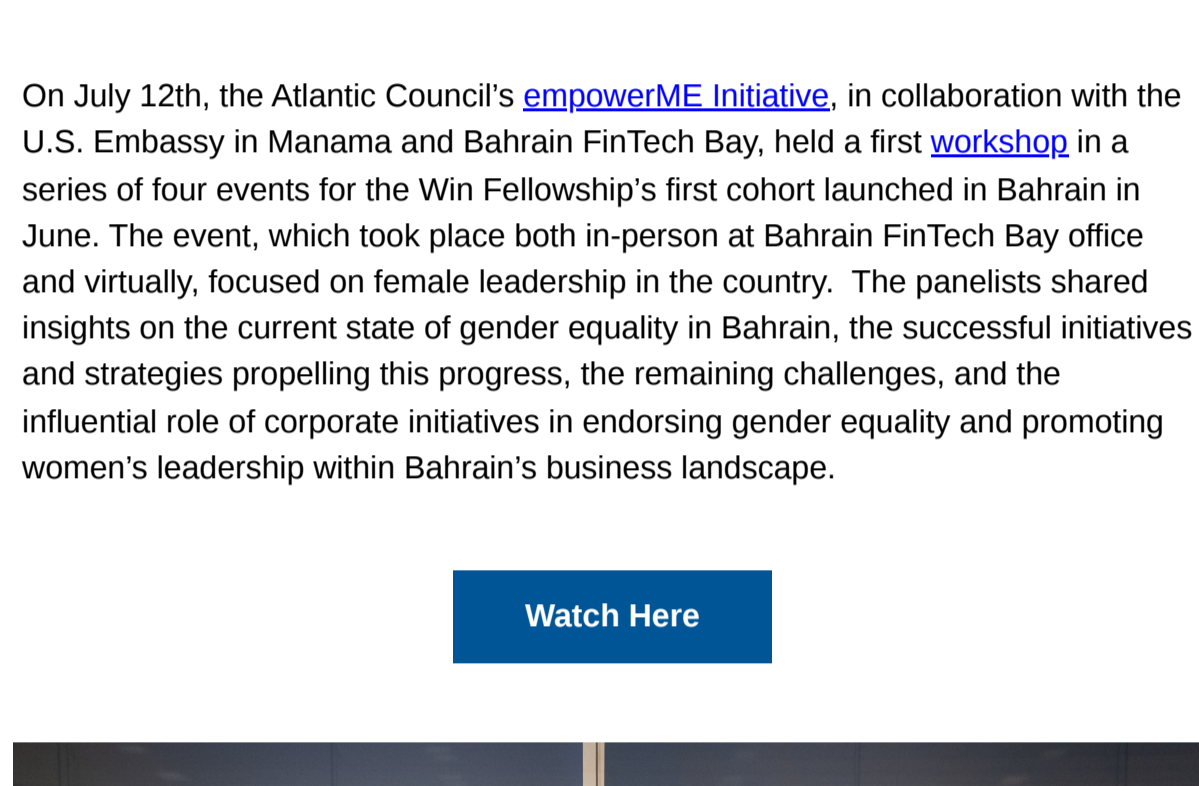 On July 12th, the Atlantic Council’s empowerME Initiative, in collaboration with the
U.S. Embassy in Manama and Bahrain FinTech Bay, held a first workshop in a
series of four events for the Win Fellowship’s first cohort launched in Bahrain in
June. The event, which took place both in-person at Bahrain FinTech Bay office
and virtually, focused on female leadership in the country.  The panelists shared
insights on the current state of gender equality in Bahrain, the successful initiatives
and strategies propelling this progress, the remaining challenges, and the
influential role of corporate initiatives in endorsing gender equality and promoting
women’s leadership within Bahrain’s business landscape.
Watch Here